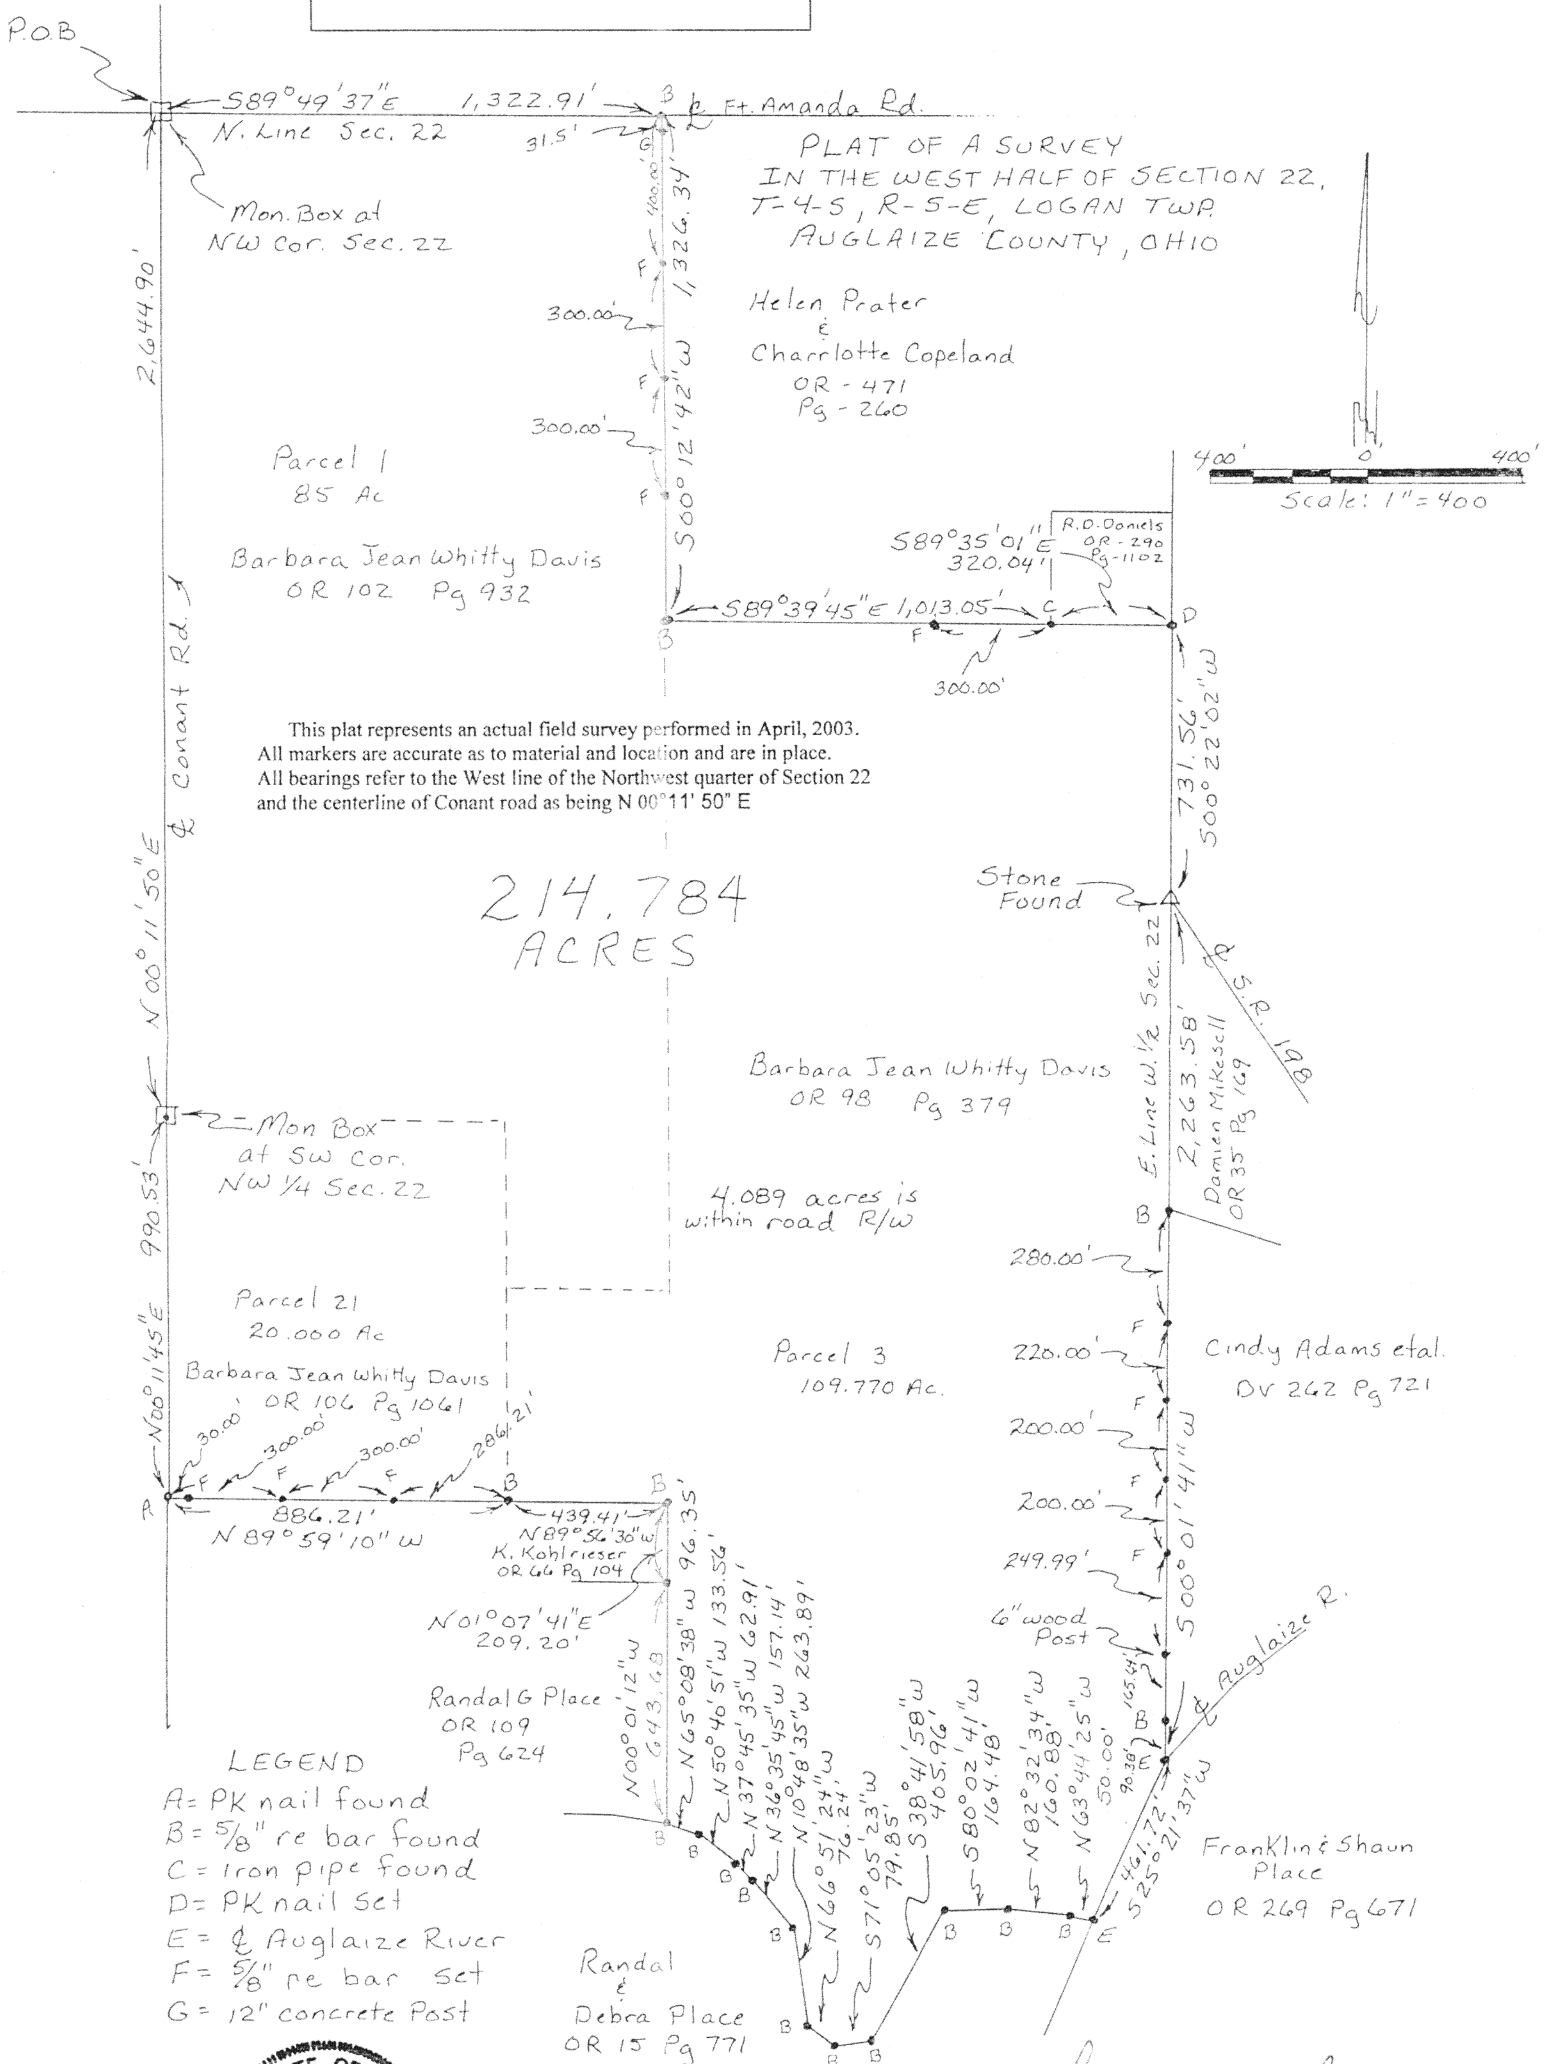 P.O.B
S89°49'37"E 1,322.91'
B
℄ Ft. Amanda Rd.
N. Line Sec. 22
31.5'
G
400.00'
1,326.34'
PLAT OF A SURVEY
IN THE WEST HALF OF SECTION 22,
T-4-S, R-5-E, LOGAN TWP.
AUGLAIZE COUNTY, OHIO
Mon. Box at
NW Cor. Sec. 22
2,644.90'
F
300.00'
Helen Prater
&
Charrlotte Copeland
OR - 471
Pg - 260
F
300.00'
S00°12'42"W
F
Parcel 1
85 Ac
Barbara Jean Whitty Davis
OR 102 Pg 932
400' 0' 400'
Scale: 1"=400
R.D. Daniels
OR - 290
Pg-1102
S89°35'01"E
320.04'
S89°39'45"E 1,013.05'
B
F
C
D
300.00'
℄ Conant Rd.
This plat represents an actual field survey performed in April, 2003.
All markers are accurate as to material and location and are in place.
All bearings refer to the West line of the Northwest quarter of Section 22
and the centerline of Conant road as being N 00°11' 50" E
731.56'
S00°22'02"W
N00°11'50"E
214.784
ACRES
Stone
Found
℄ S.R. 198
E. Line W. 1/2 Sec. 22
2,263.58'
Damien Mikesell
OR 35 Pg 169
Barbara Jean Whitty Davis
OR 98 Pg 379
Mon Box
at SW Cor.
NW 1/4 Sec. 22
990.53'
4.089 acres is
within road R/W
B
280.00'
F
Parcel 21
20.000 Ac
Barbara Jean Whitty Davis
OR 106 Pg 1061
N00°11'45"E
Parcel 3
109.770 Ac.
220.00'
Cindy Adams etal.
DV 262 Pg 721
F
200.00'
S00°01'41"W
F
200.00'
F
249.99'
30.00'
300.00'
300.00'
286.21'
A
F
F
F
B
B
886.21'
N89°59'10"W
439.41'
N89°56'30"W
K. Kohlrieser
OR 66 Pg 104
N01°07'41"E
209.20'
6" wood
Post
165.64'
B
90.38'
E
℄ Auglaize R.
Randal G Place
OR 109
Pg 624
N00°01'12"W
643.68
N65°08'38"W 96.35'
N50°40'51"W 133.56'
N37°45'35"W 62.91'
N36°35'45"W 157.14'
N10°48'35"W 263.89'
N66°51'24"W
76.24'
S71°05'23"W
79.85'
S38°41'58"W
405.96'
S80°02'41"W
164.48'
N82°32'34"W
160.88'
N63°44'25"W
50.00'
461.72'
S25°21'37"W
B
B
B
B
B
B
B
B
B
B
B
E
Franklin & Shaun
Place
OR 269 Pg 671
LEGEND
A= PK nail found
B= 5/8" re bar found
C= Iron pipe found
D= PK nail set
E= ℄ Auglaize River
F= 5/8" re bar set
G= 12" concrete Post
Randal
&
Debra Place
OR 15 Pg 771